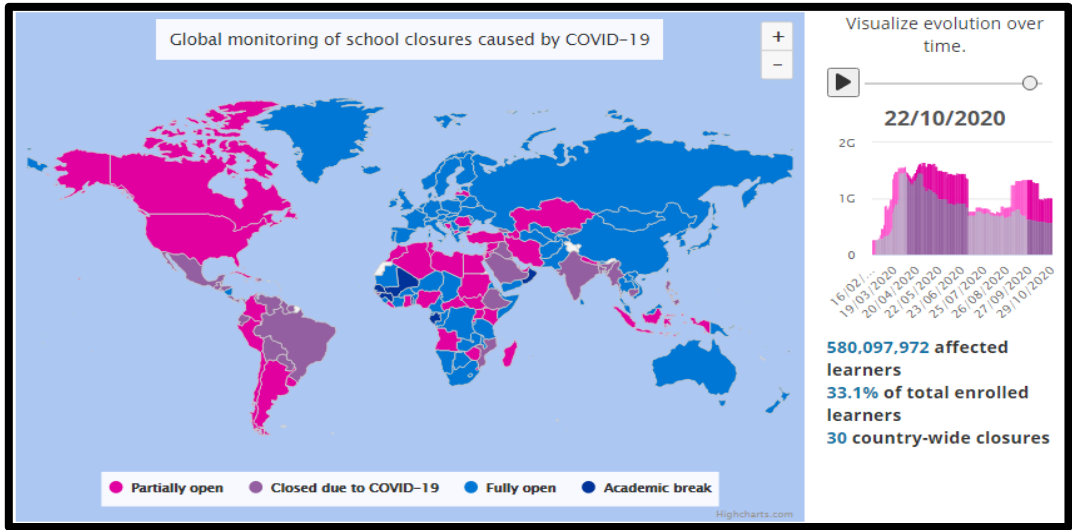 Global monitoring of school closures caused by COVID-19
+
−
Partially open
Closed due to COVID-19
Fully open
Academic break
Highcharts.com
Visualize evolution over
time.
22/10/2020
2G
1G
0
16/02/...
19/03/2020
20/04/2020
22/05/2020
23/06/2020
25/07/2020
26/08/2020
27/09/2020
29/10/2020
580,097,972 affected
learners
33.1% of total enrolled
learners
30 country-wide closures